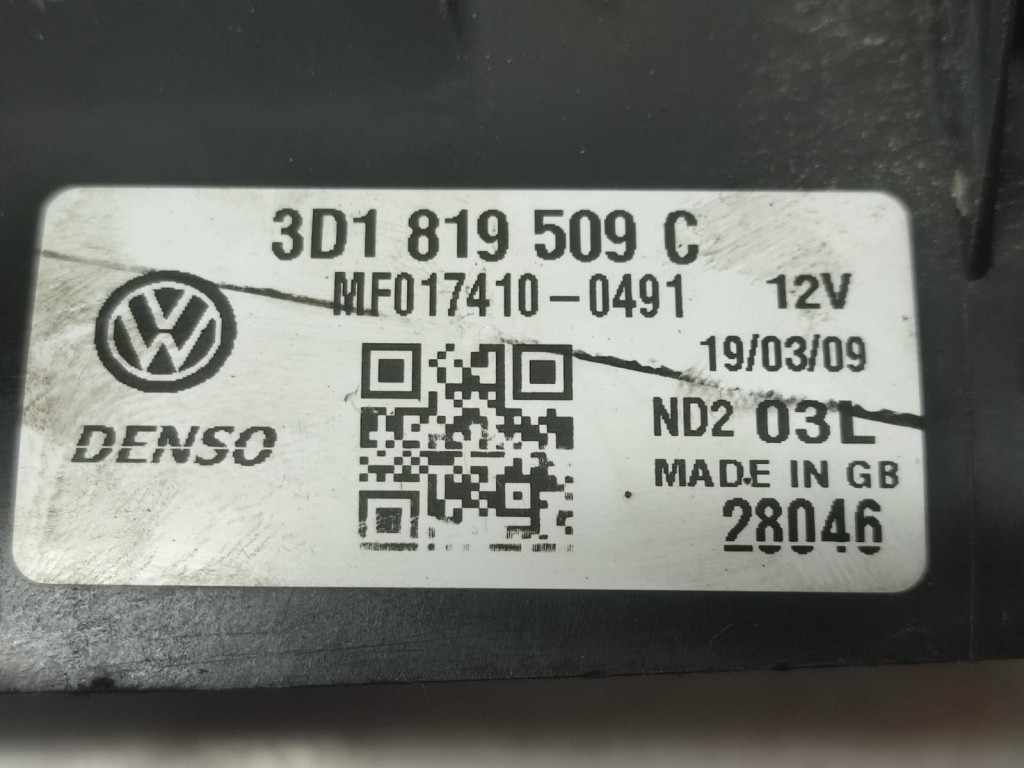 3D1 819 509 C
MF017410-0491 12V
19/03/09
DENSO
ND2 03L
MADE IN GB
28046